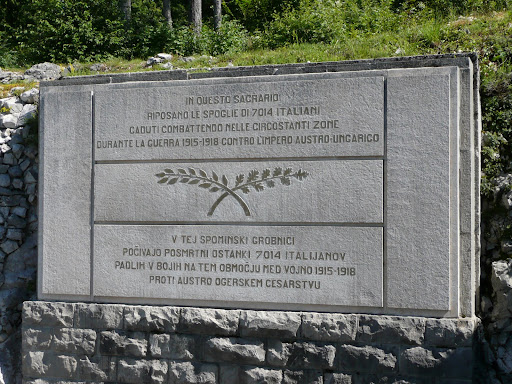 IN QUESTO SACRARIO
RIPOSANO LE SPOGLIE DI 7014 ITALIANI
CADUTI COMBATTENDO NELLE CIRCOSTANTI ZONE
DURANTE LA GUERRA 1915-1918 CONTRO L'IMPERO AUSTRO-UNGARICO
V TEJ SPOMINSKI GROBNICI
POČIVAJO POSMRTNI OSTANKI 7014 ITALIJANOV
PADLIH V BOJIH NA TEM OBMOČJU MED VOJNO 1915-1918
PROTI AUSTRO OGERSKEM CESARSTVU